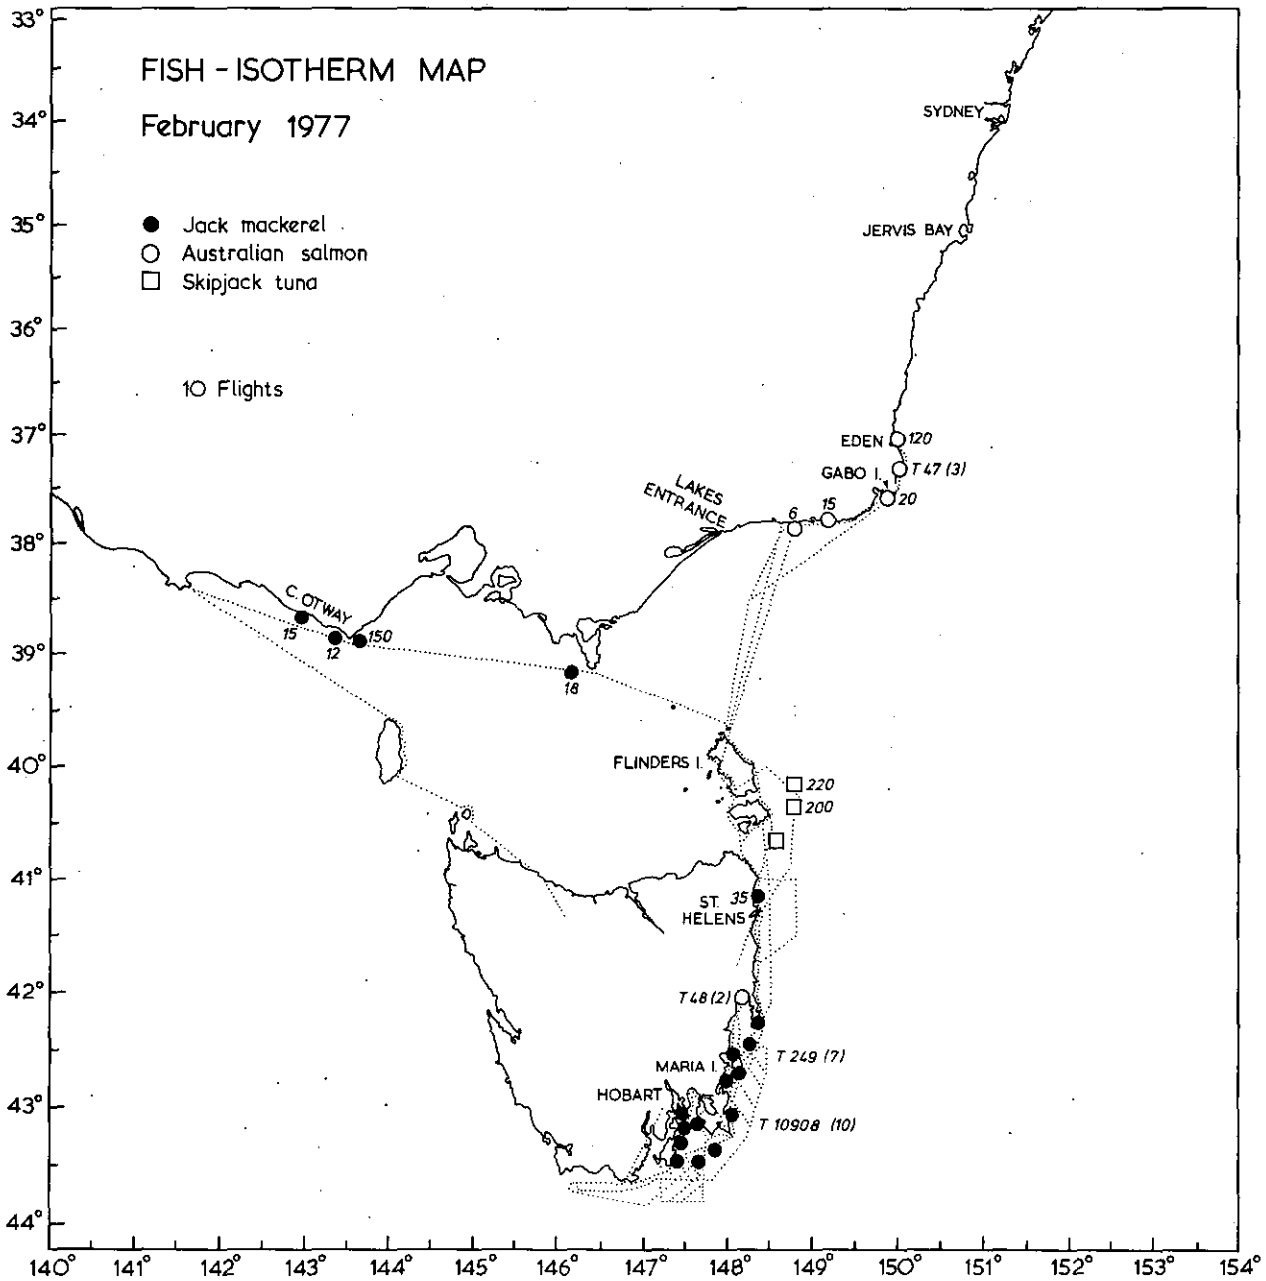 33°
FISH - ISOTHERM MAP
February 1977
SYDNEY
34°
Jack mackerel
Australian salmon
Skipjack tuna
35°
JERVIS BAY
36°
10 Flights
37°
EDEN 120
GABO I. T 47 (3)
LAKES
ENTRANCE
6 15 20
38°
C. OTWAY
15 12 150
39°
18
FLINDERS I.
40°
220
200
41°
ST. 35
HELENS
42°
T 48 (2)
T 249 (7)
MARIA I.
HOBART
43°
T 10908 (10)
44°
140° 141° 142° 143° 144° 145° 146° 147° 148° 149° 150° 151° 152° 153° 154°